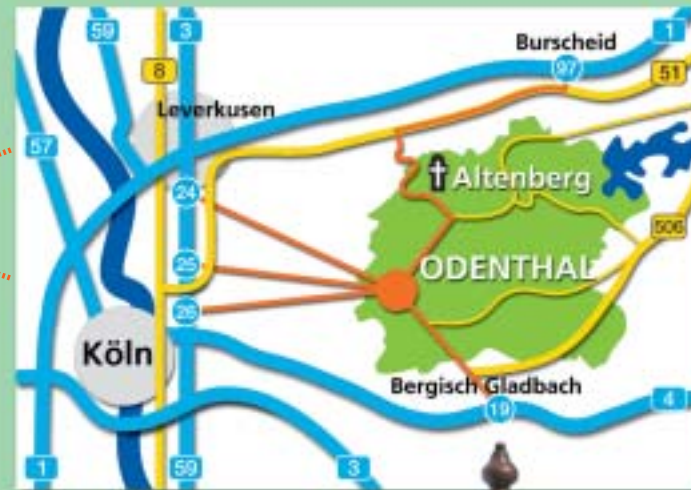 59
3
1
Burscheid
8
97
51
Leverkusen
57
24
Altenberg
506
25
ODENTHAL
26
Köln
Bergisch Gladbach
19
4
1
59
3